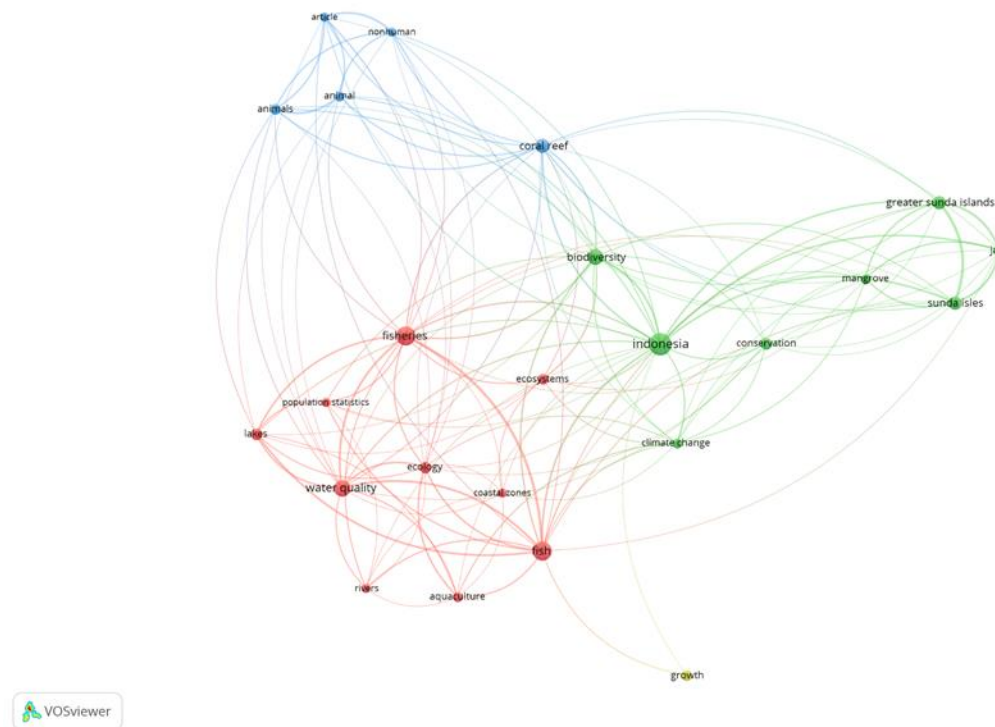 article
nonhuman
animal
animals
coral reef
greater sunda islands
biodiversity
mangrove
sunda isles
fisheries
indonesia
conservation
ecosystems
population statistics
lakes
climate change
ecology
water quality
coastal zones
fish
rivers
aquaculture
growth
VOSviewer